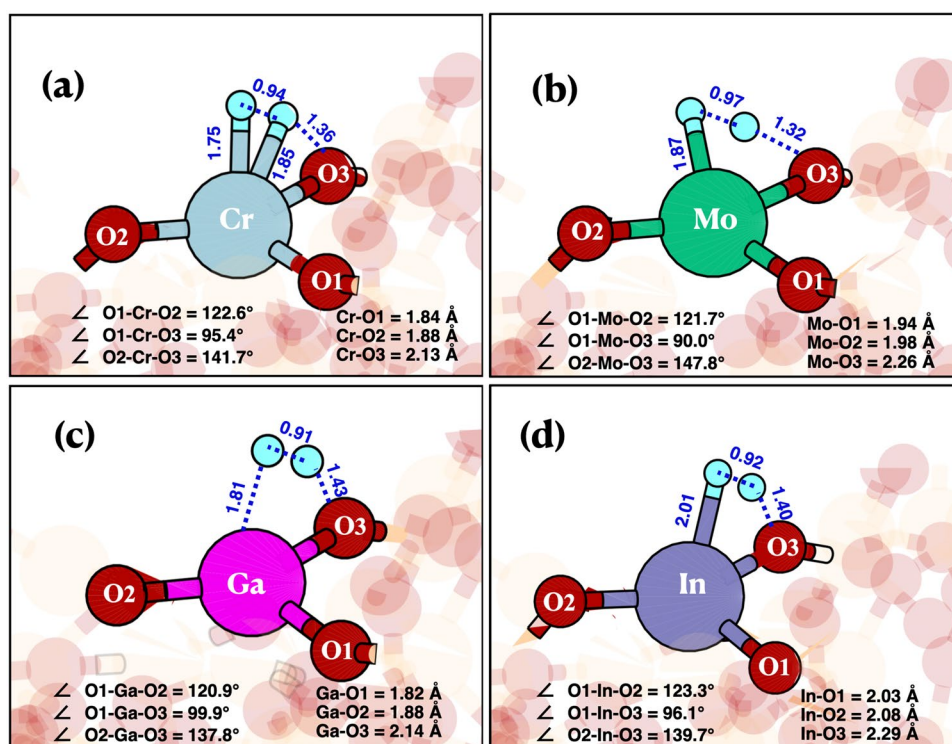 (a)
0.94
1.36
1.75
1.85
O3
Cr
O2
O1
∠ O1-Cr-O2 = 122.6°
∠ O1-Cr-O3 = 95.4°
∠ O2-Cr-O3 = 141.7°
Cr-O1 = 1.84 Å
Cr-O2 = 1.88 Å
Cr-O3 = 2.13 Å
(b)
0.97
1.32
1.87
O3
Mo
O2
O1
∠ O1-Mo-O2 = 121.7°
∠ O1-Mo-O3 = 90.0°
∠ O2-Mo-O3 = 147.8°
Mo-O1 = 1.94 Å
Mo-O2 = 1.98 Å
Mo-O3 = 2.26 Å
(c)
0.91
1.43
1.81
O3
Ga
O2
O1
∠ O1-Ga-O2 = 120.9°
∠ O1-Ga-O3 = 99.9°
∠ O2-Ga-O3 = 137.8°
Ga-O1 = 1.82 Å
Ga-O2 = 1.88 Å
Ga-O3 = 2.14 Å
(d)
0.92
1.40
2.01
O3
In
O2
O1
∠ O1-In-O2 = 123.3°
∠ O1-In-O3 = 96.1°
∠ O2-In-O3 = 139.7°
In-O1 = 2.03 Å
In-O2 = 2.08 Å
In-O3 = 2.29 Å